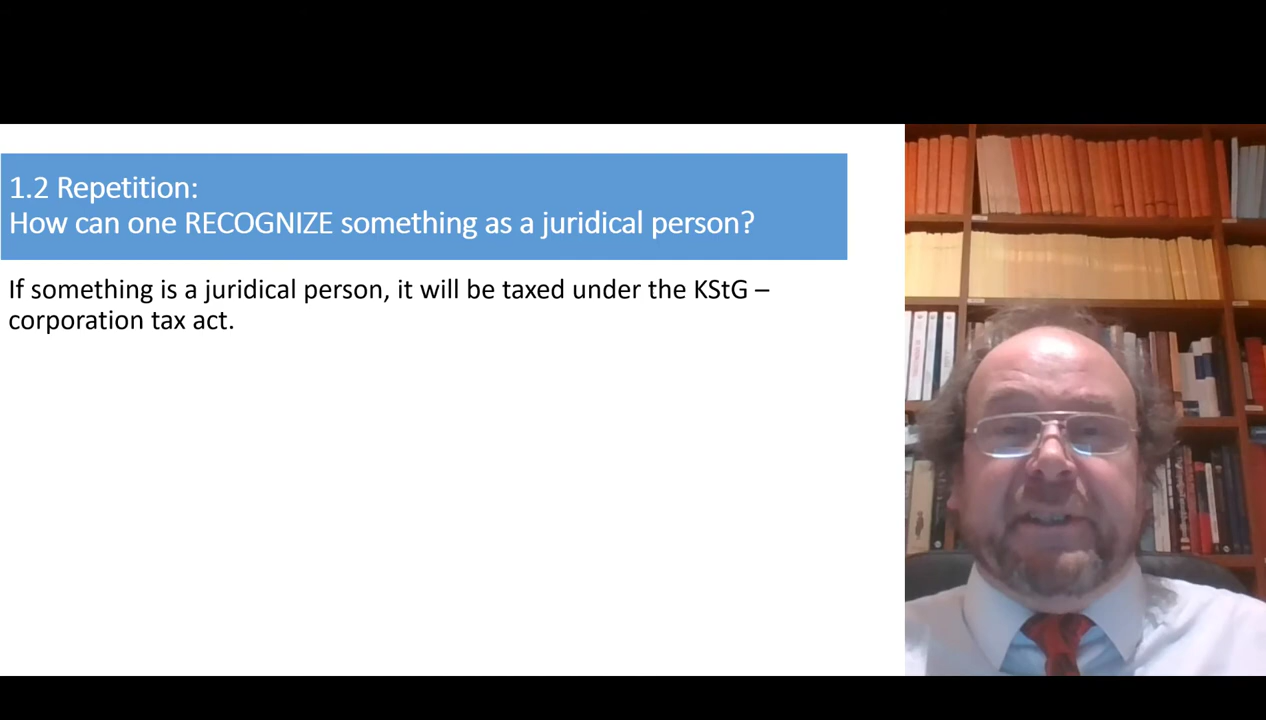 1.2 Repetition:
How can one RECOGNIZE something as a juridical person?
If something is a juridical person, it will be taxed under the KStG –
corporation tax act.